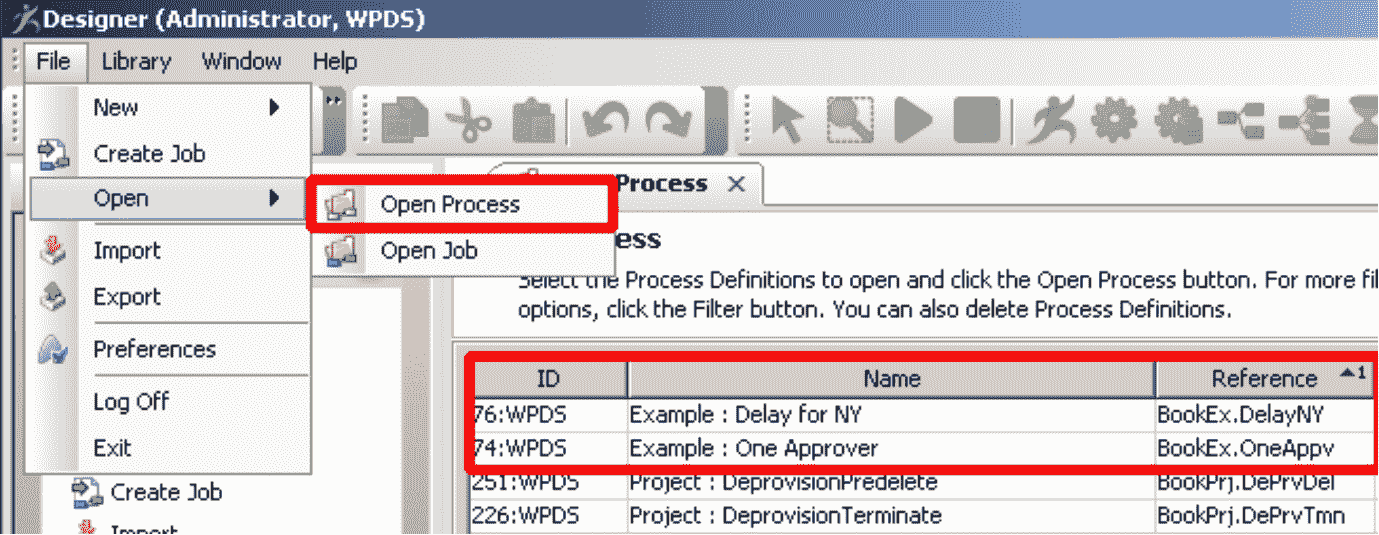 Designer (Administrator, WPDS)
File Library Window Help
New
Create Job
Open
Open Process
Open Job
Import
Export
Preferences
Log Off
Exit
Create Job
Import
Process
Select the Process Definitions to open and click the Open Process button. For more
options, click the Filter button. You can also delete Process Definitions.
ID Name Reference 1
76:WPDS Example : Delay for NY BookEx.DelayNY
74:WPDS Example : One Approver BookEx.OneAppv
251:WPDS Project : DeprovisionPredelete BookPrj.DePrvDel
226:WPDS Project : DeprovisionTerminate BookPrj.DePrvTmn